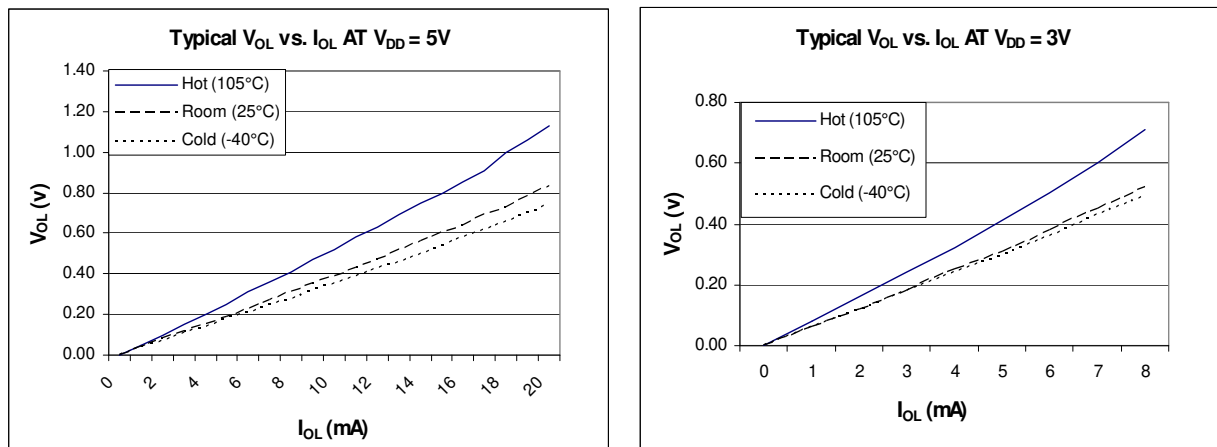 Typical VOL vs. IOL AT VDD = 5V
1.40
1.20
1.00
0.80
0.60
0.40
0.20
0.00
VOL (v)
Hot (105°C)
Room (25°C)
Cold (-40°C)
0 2 4 6 8 10 12 14 16 18 20
IOL (mA)
Typical VOL vs. IOL AT VDD = 3V
0.80
0.60
0.40
0.20
0.00
VOL (v)
Hot (105°C)
Room (25°C)
Cold (-40°C)
0 1 2 3 4 5 6 7 8
IOL (mA)